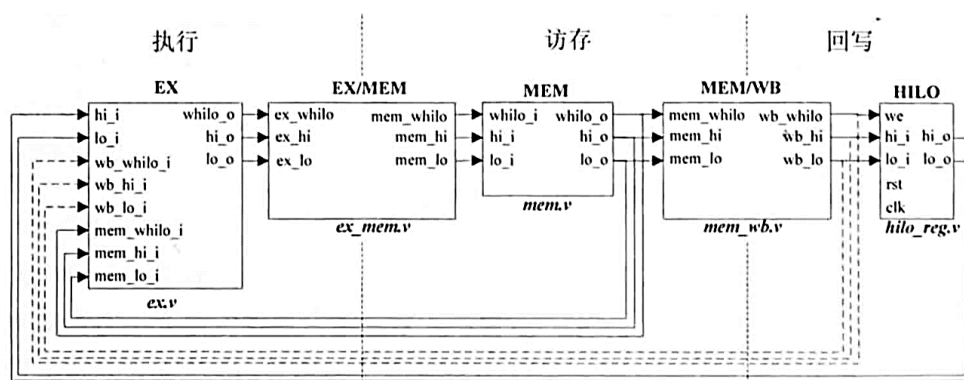 执行
访存
回写
EX
EX/MEM
MEM
MEM/WB
HILO
hi_i
lo_i
wb_whilo_i
wb_hi_i
wb_lo_i
mem_whilo_i
mem_hi_i
mem_lo_i
whilo_o
hi_o
lo_o
ex.v
ex_whilo
ex_hi
ex_lo
mem_whilo
mem_hi
mem_lo
ex_mem.v
whilo_i
hi_i
lo_i
whilo_o
hi_o
lo_o
mem.v
mem_whilo
mem_hi
mem_lo
wb_whilo
wb_hi
wb_lo
mem_wb.v
we
hi_i
lo_i
rst
clk
hi_o
lo_o
hilo_reg.v